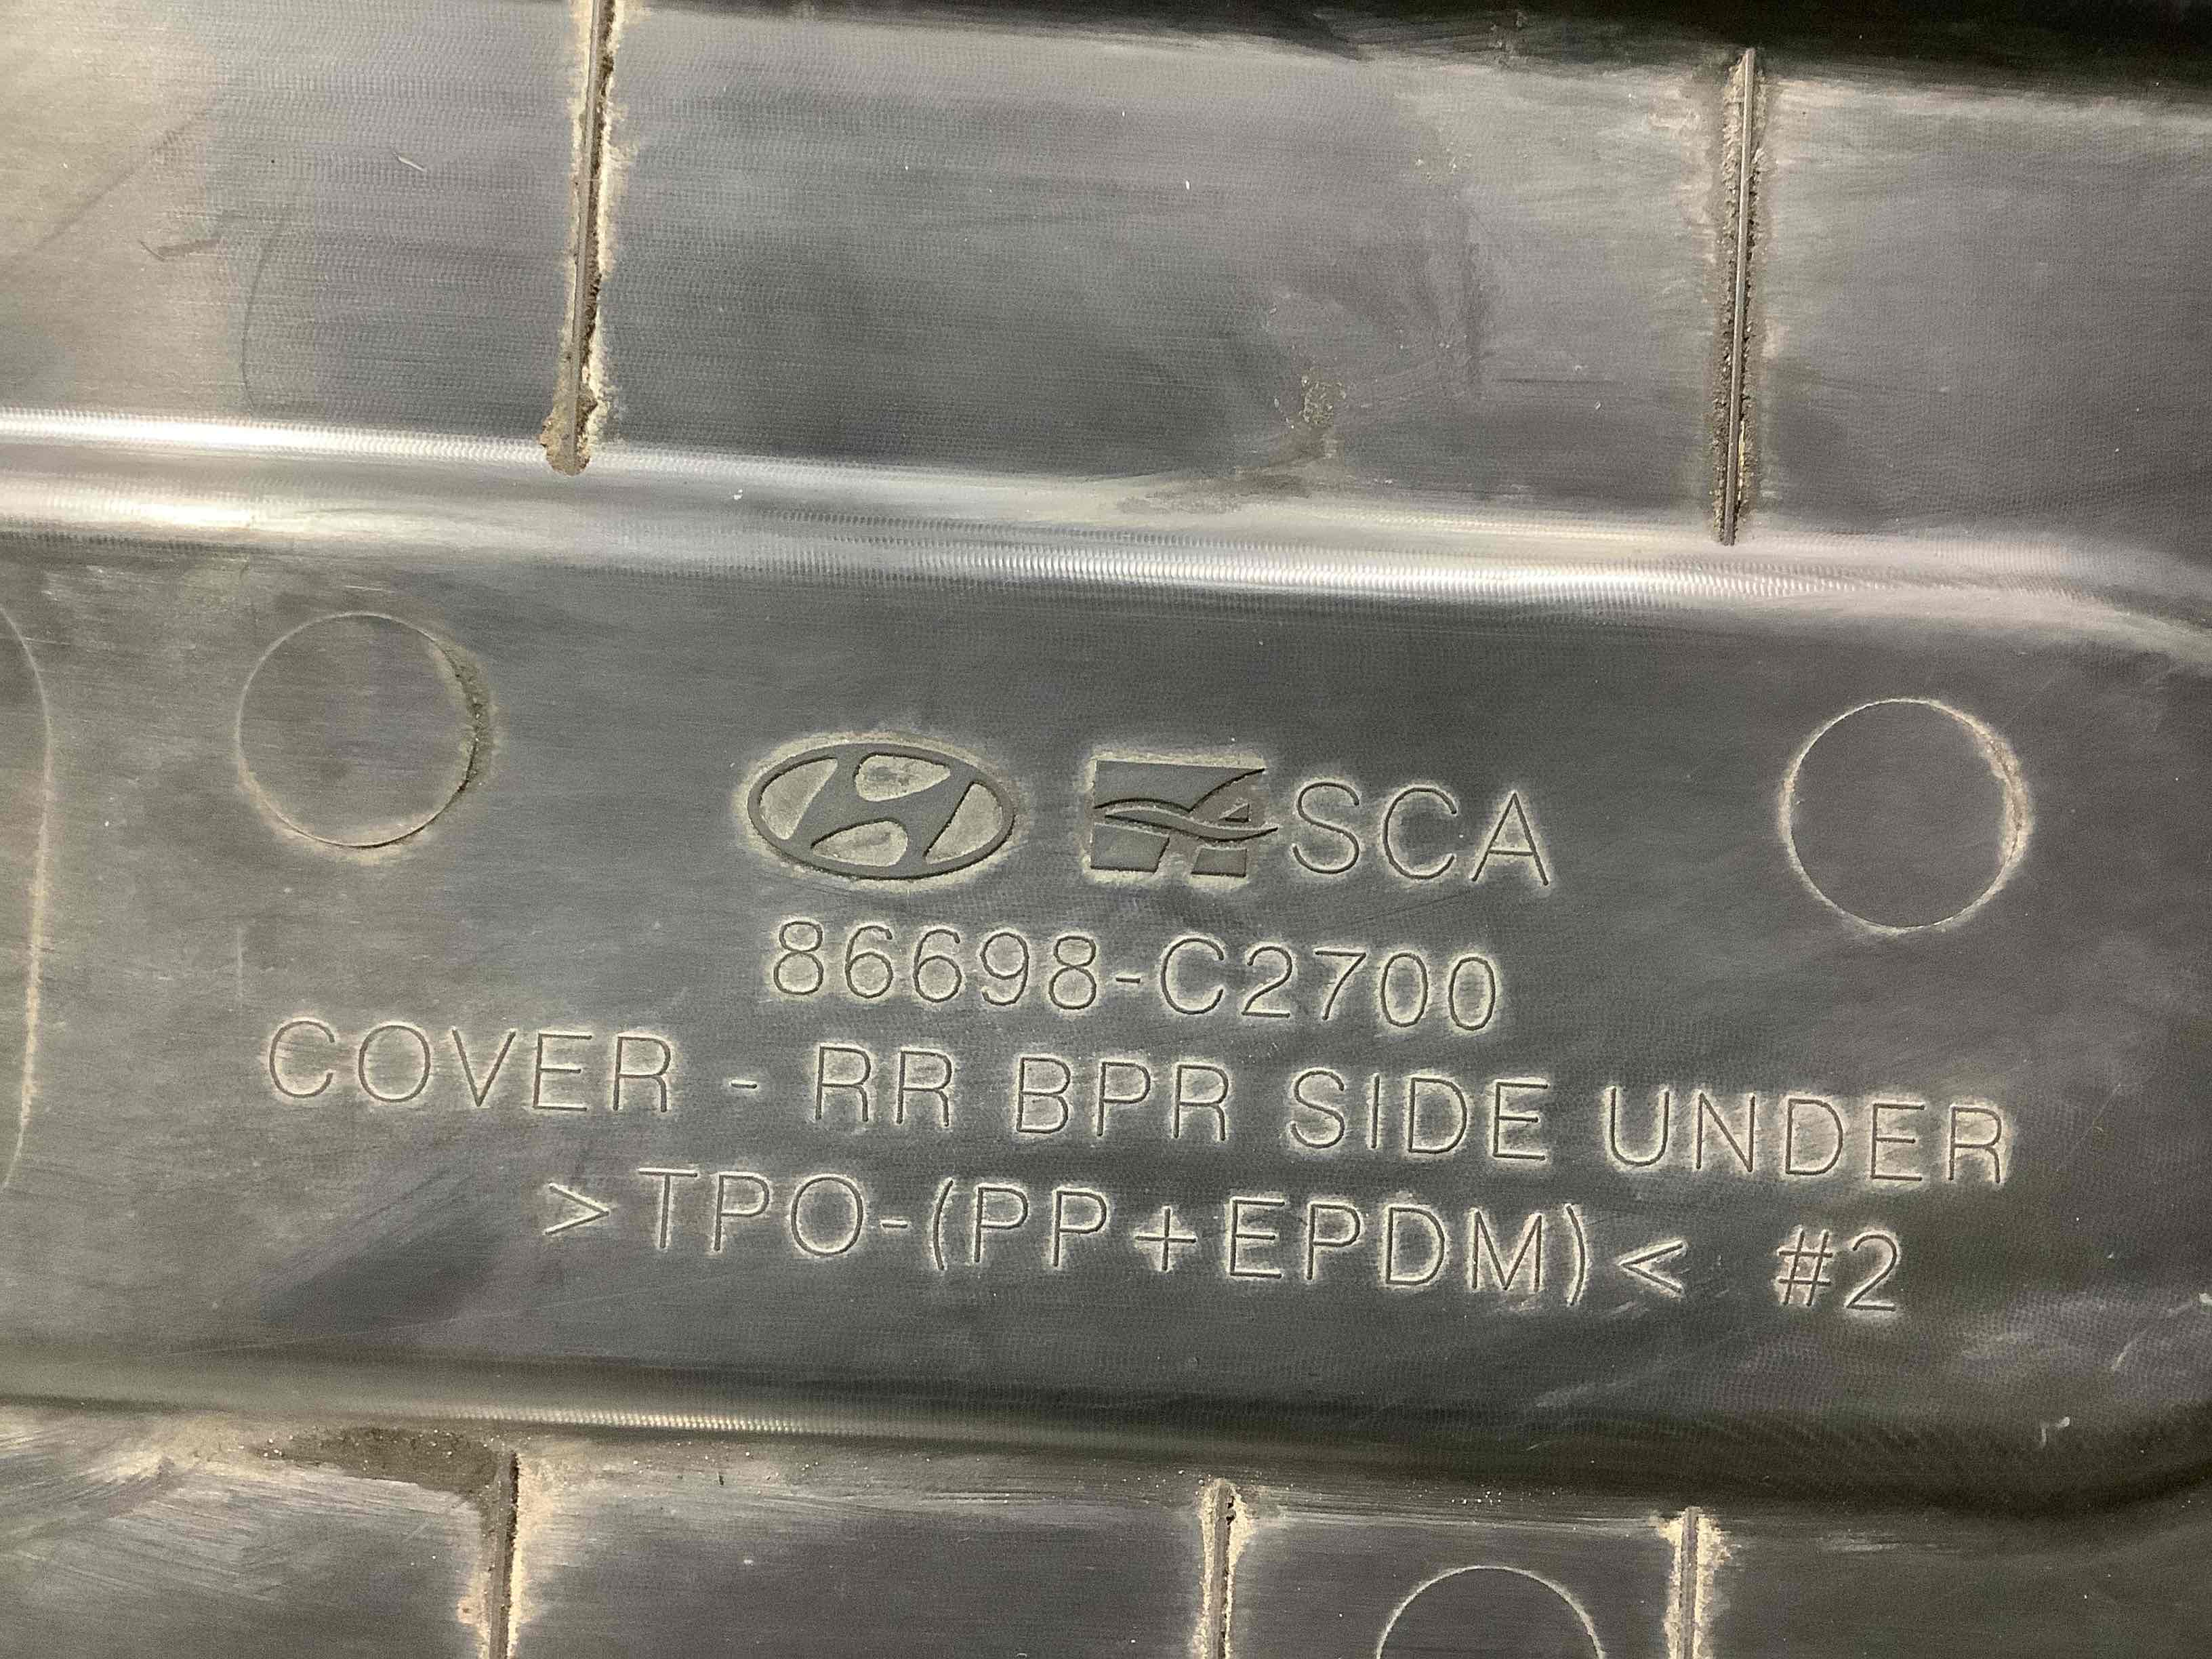 SCA
86698-C2700
COVER - RR BPR SIDE UNDER
>TPO-(PP+EPDM)< #2